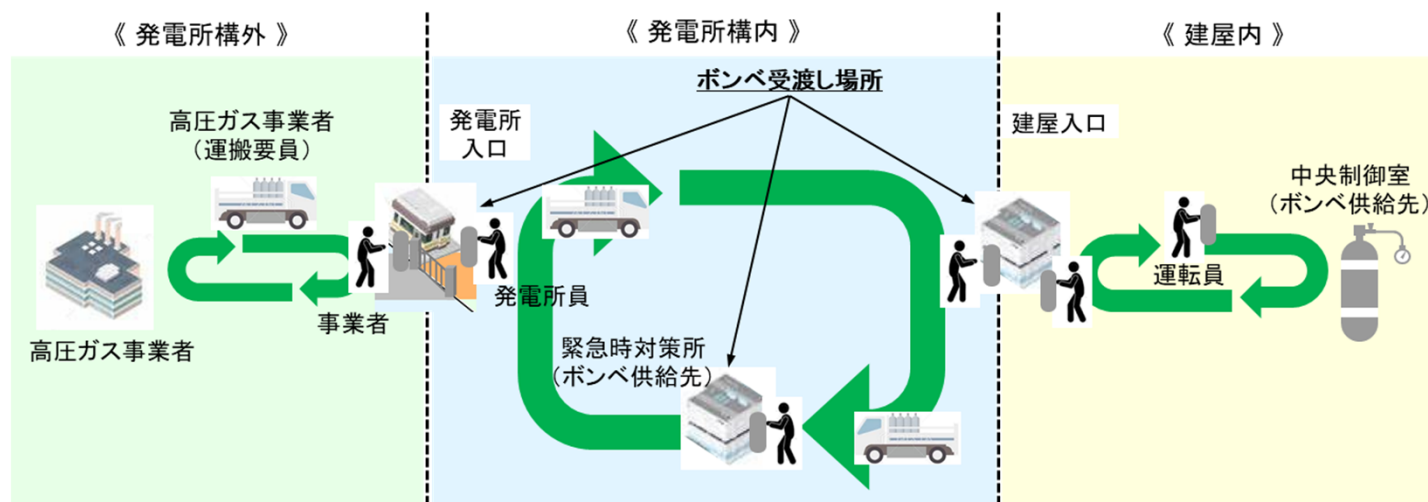 《 発電所構外 》
《 発電所構内 》
《 建屋内 》
ボンベ受渡し場所
高圧ガス事業者
（運搬要員）
発電所
入口
建屋入口
中央制御室
（ボンベ供給先）
運転員
発電所員
事業者
高圧ガス事業者
緊急時対策所
（ボンベ供給先）